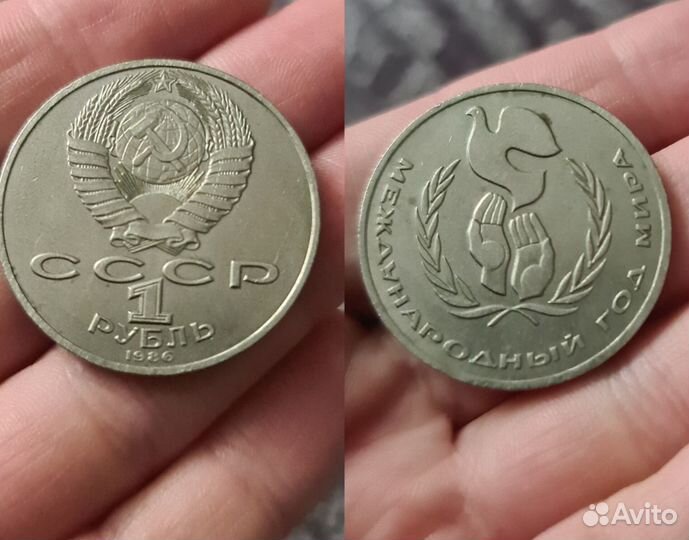 СССР
1
РУБЛЬ
1986
МЕЖДУНАРОДНЫЙ ГОД МИРА
Avito